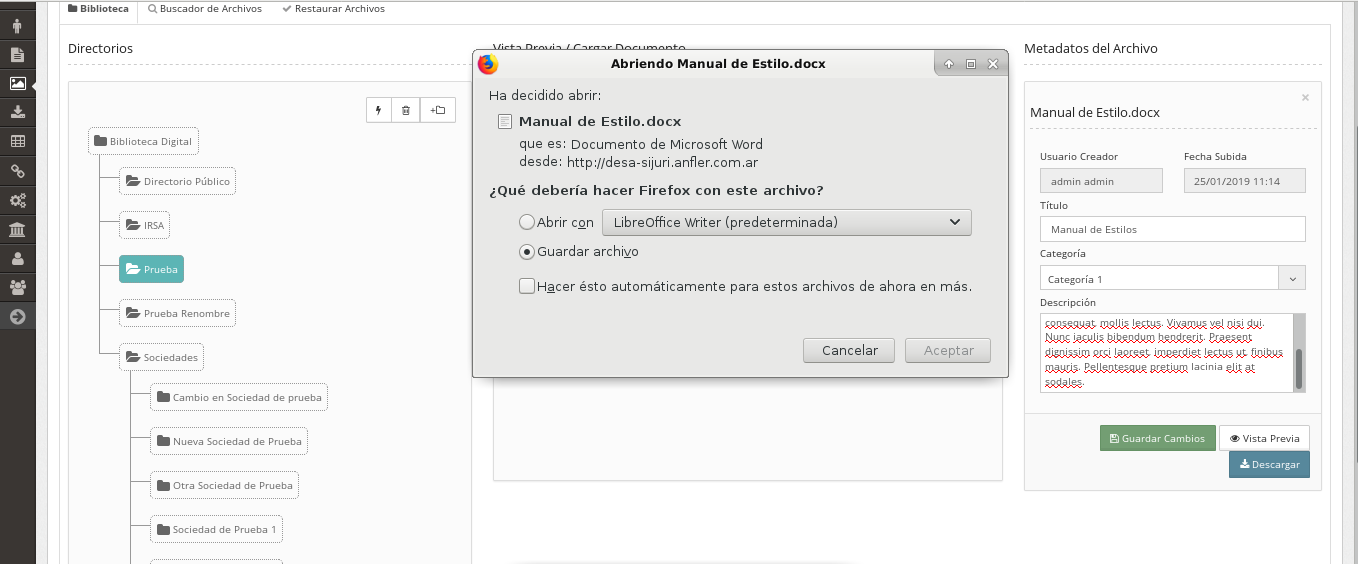 Biblioteca
Buscador de Archivos
Restaurar Archivos
Directorios
Biblioteca Digital
Directorio Público
IRSA
Prueba
Prueba Renombre
Sociedades
Cambio en Sociedad de prueba
Nueva Sociedad de Prueba
Otra Sociedad de Prueba
Sociedad de Prueba 1
Vista Previa / Cargar Documento
Abriendo Manual de Estilo.docx
Ha decidido abrir:
Manual de Estilo.docx
que es: Documento de Microsoft Word
desde: http://desa-sijuri.anfler.com.ar
¿Qué debería hacer Firefox con este archivo?
Abrir con LibreOffice Writer (predeterminada)
Guardar archivo
Hacer ésto automáticamente para estos archivos de ahora en más.
Cancelar
Aceptar
Metadatos del Archivo
×
Manual de Estilo.docx
Usuario Creador
Fecha Subida
admin admin
25/01/2019 11:14
Título
Manual de Estilos
Categoría
Categoría 1
Descripción
consequat mollis lectus. Vivamus vel nisi dui.
Nunc iaculis bibendum hendrerit. Praesent
dignissim orci laoreet, imperdiet lectus ut, finibus
mauris. Pellentesque pretium lacinia elit at
sodales.
Guardar Cambios
Vista Previa
Descargar